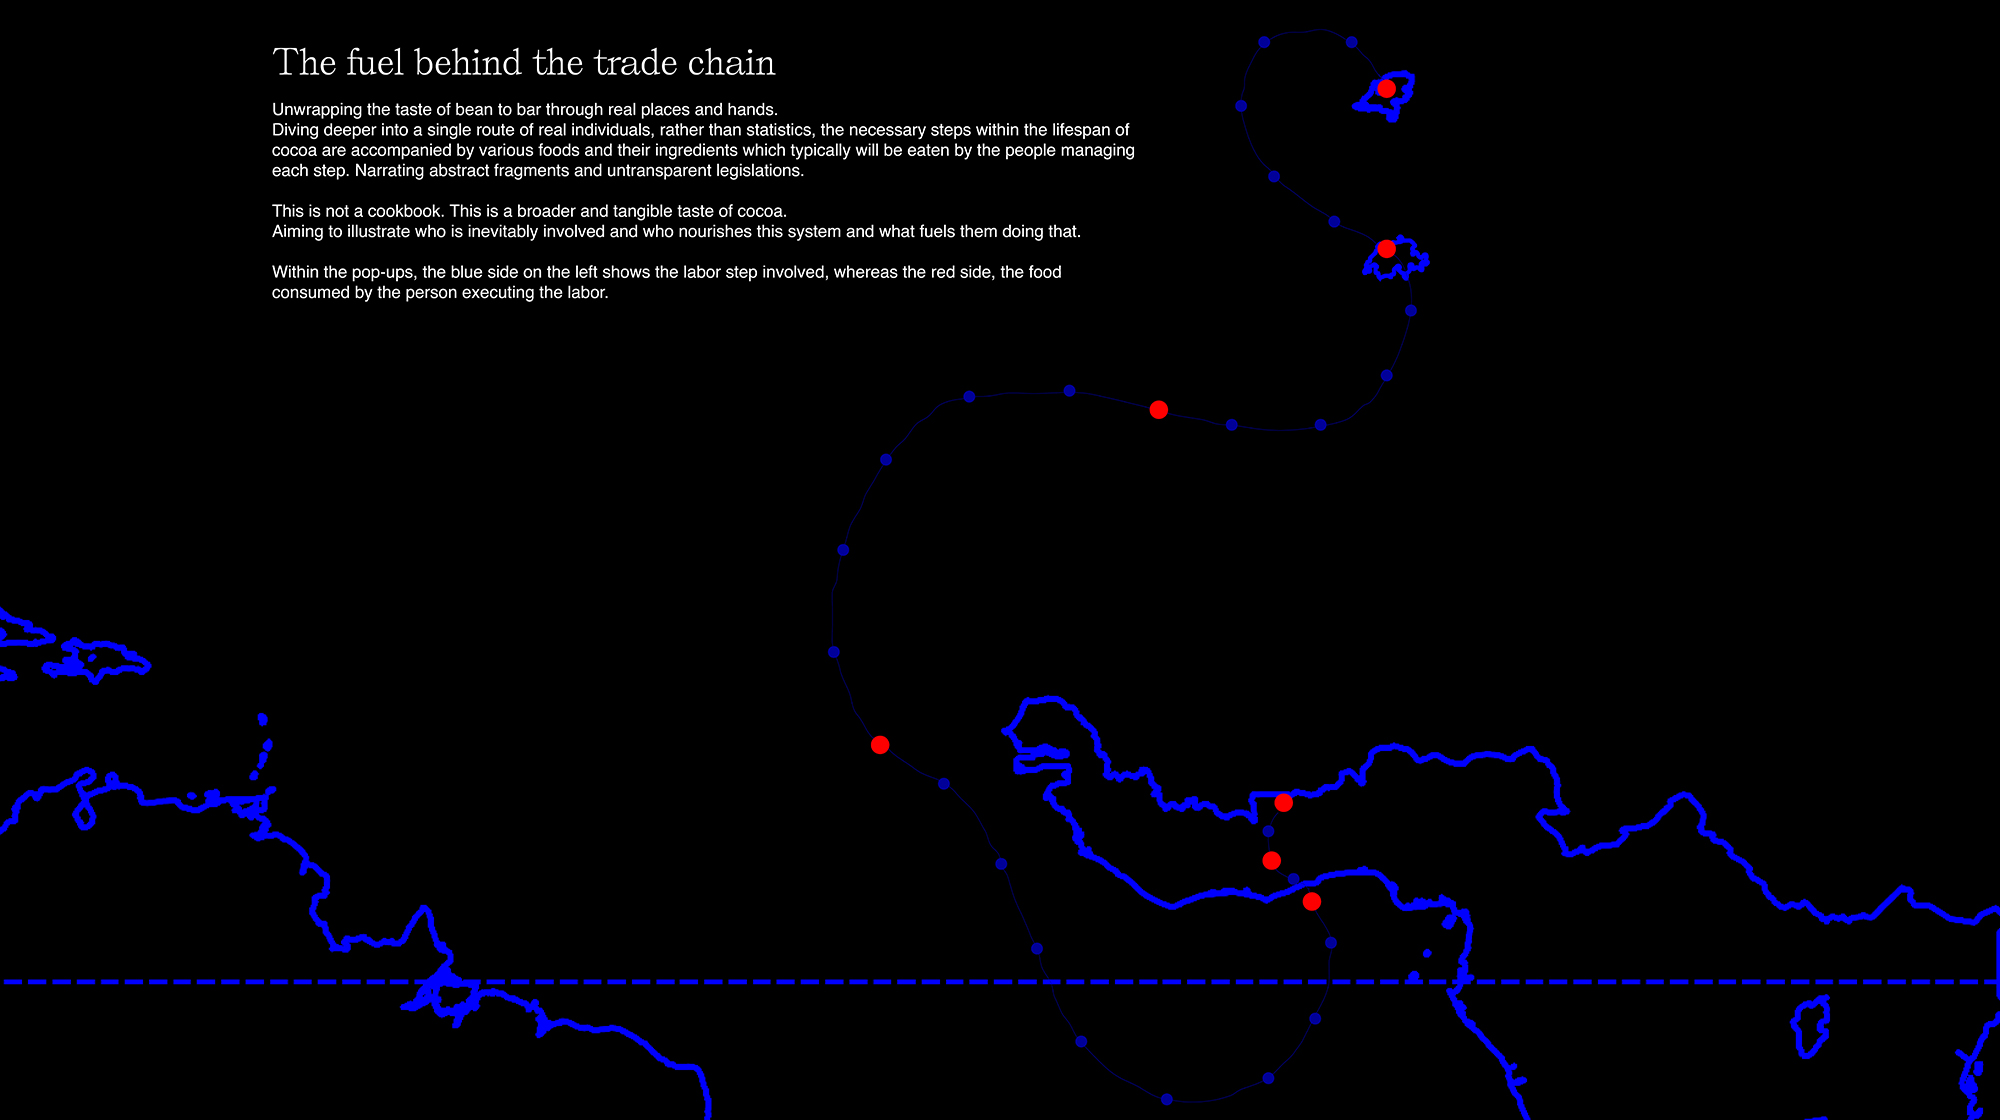 The fuel behind the trade chain
Unwrapping the taste of bean to bar through real places and hands.
Diving deeper into a single route of real individuals, rather than statistics, the necessary steps within the lifespan of
cocoa are accompanied by various foods and their ingredients which typically will be eaten by the people managing
each step. Narrating abstract fragments and untransparent legislations.
This is not a cookbook. This is a broader and tangible taste of cocoa.
Aiming to illustrate who is inevitably involved and who nourishes this system and what fuels them doing that.
Within the pop-ups, the blue side on the left shows the labor step involved, whereas the red side, the food
consumed by the person executing the labor.